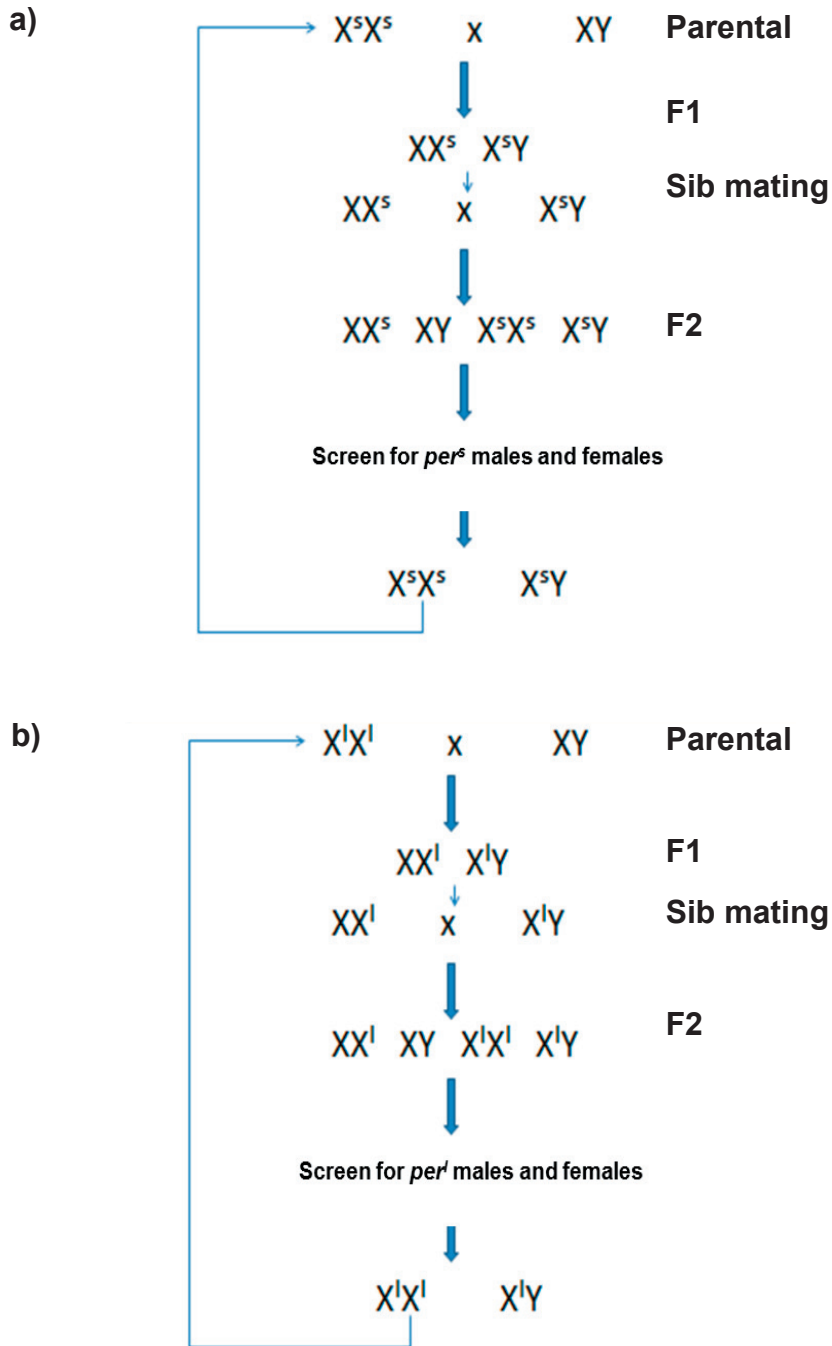 a)
XˢXˢ x XY Parental
F1
XXˢ XˢY
Sib mating
XXˢ x XˢY
XXˢ XY XˢXˢ XˢY F2
Screen for perˢ males and females
XˢXˢ XˢY
b)
XˡXˡ x XY Parental
F1
XXˡ XˡY
Sib mating
XXˡ x XˡY
F2
XXˡ XY XˡXˡ XˡY
Screen for perˡ males and females
XˡXˡ XˡY